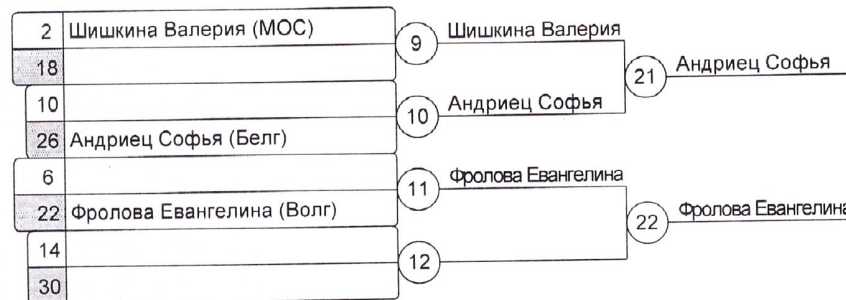 2 Шишкина Валерия (МОС)
18
9 Шишкина Валерия
10
26 Андриец Софья (Белг)
10 Андриец Софья
21 Андриец Софья
6
22 Фролова Евангелина (Волг)
11 Фролова Евангелина
14
30
12
22 Фролова Евангелина